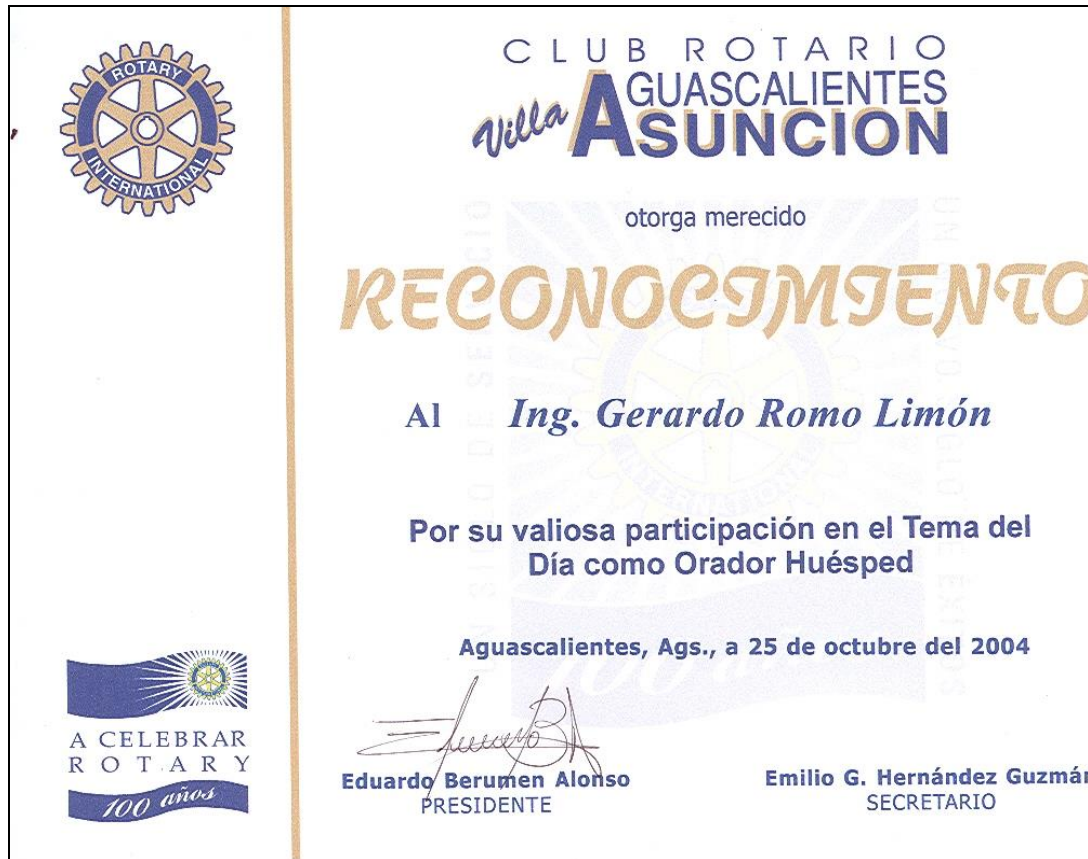 ROTARY
INTERNATIONAL
CLUB ROTARIO
AGUASCALIENTES
Villa ASUNCION
otorga merecido
RECONOCIMIENTO
Al Ing. Gerardo Romo Limón
Por su valiosa participación en el Tema del
Día como Orador Huésped
Aguascalientes, Ags., a 25 de octubre del 2004
A CELEBRAR
ROTARY
100 años
Eduardo Berumen Alonso
PRESIDENTE
Emilio G. Hernández Guzmán
SECRETARIO